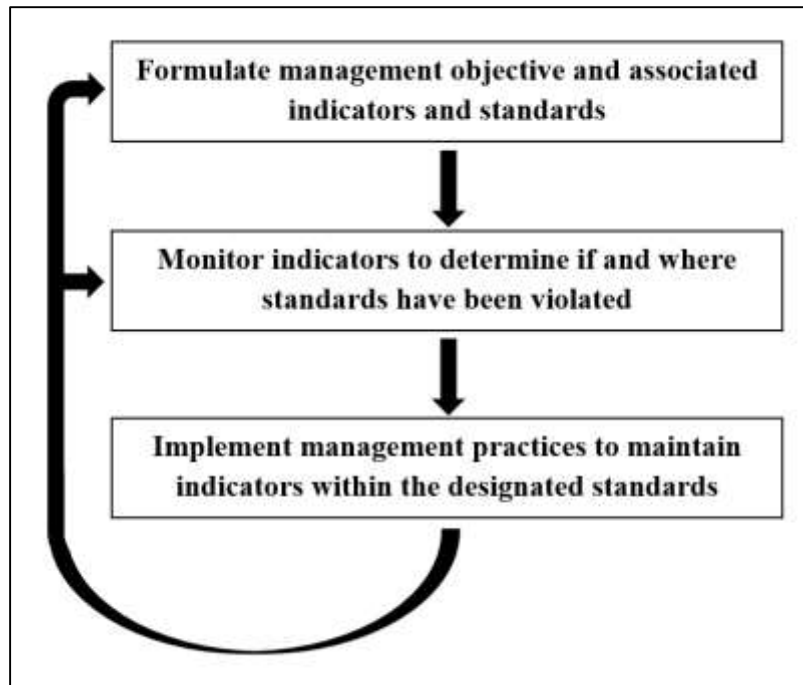 Formulate management objective and associated
indicators and standards
Monitor indicators to determine if and where
standards have been violated
Implement management practices to maintain
indicators within the designated standards